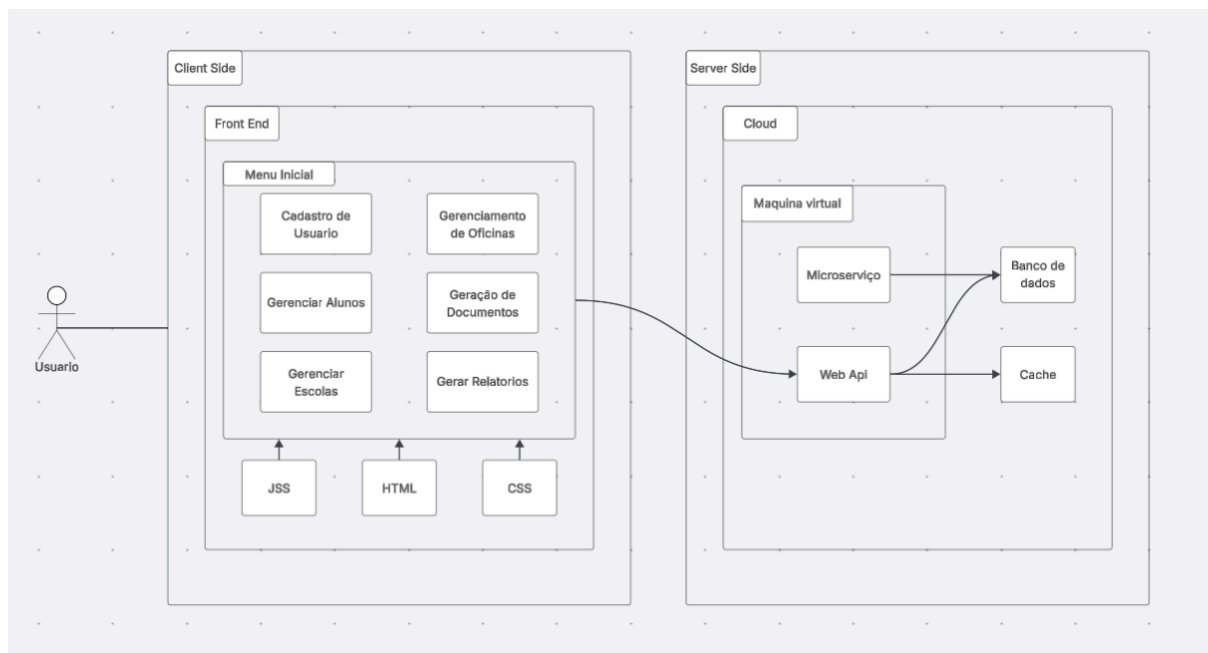 Client Side
Front End
Menu Inicial
Cadastro de
Usuario
Gerenciamento
de Oficinas
Gerenciar Alunos
Geração de
Documentos
Gerenciar
Escolas
Gerar Relatorios
JSS
HTML
CSS
Usuario
Server Side
Cloud
Maquina virtual
Microserviço
Banco de
dados
Web Api
Cache